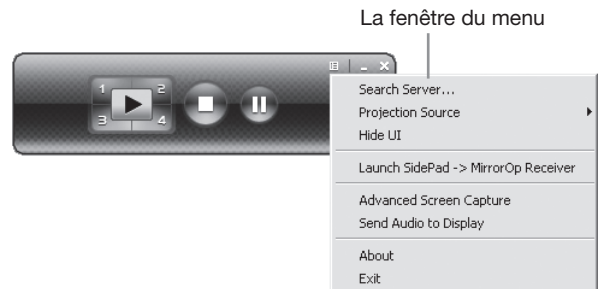 La fenêtre du menu
1 2
3 4
Search Server...
Projection Source
Hide UI
Launch SidePad -> MirrorOp Receiver
Advanced Screen Capture
Send Audio to Display
About
Exit